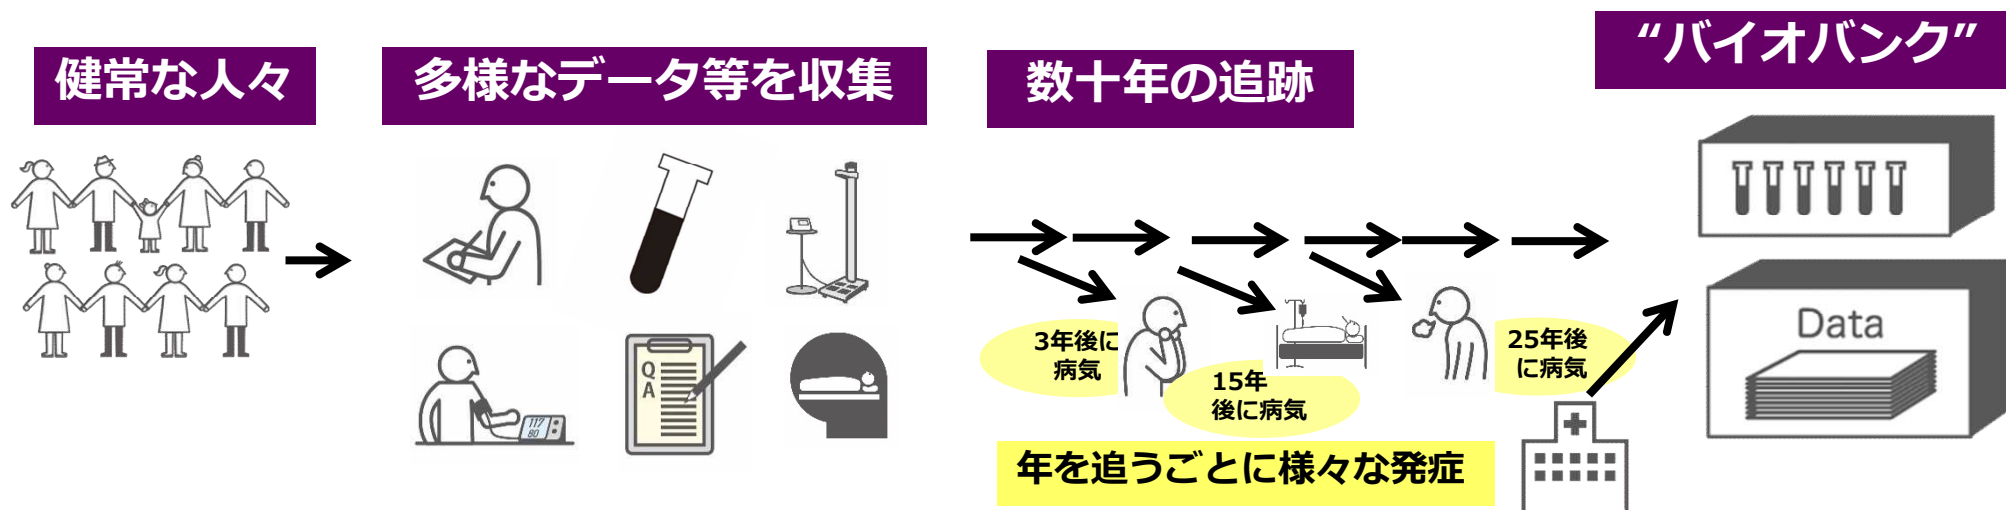 健常な人々
多様なデータ等を収集
数十年の追跡
“バイオバンク”
3年後に
病気
15年
後に病気
25年後
に病気
年を追うごとに様々な発症
117
80
Q
A
Data